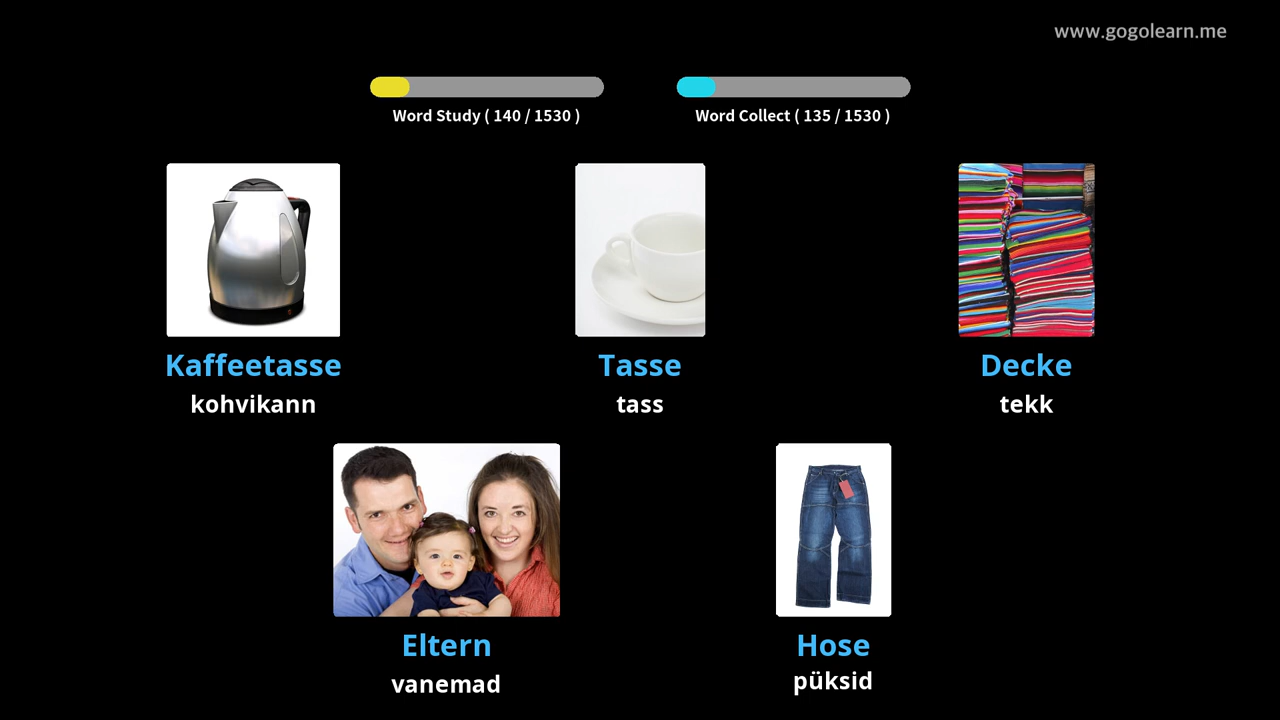 www.gogolearn.me
Word Study ( 140 / 1530 )
Word Collect ( 135 / 1530 )
Kaffeetasse
kohvikann
Tasse
tass
Decke
tekk
Eltern
vanemad
Hose
püksid